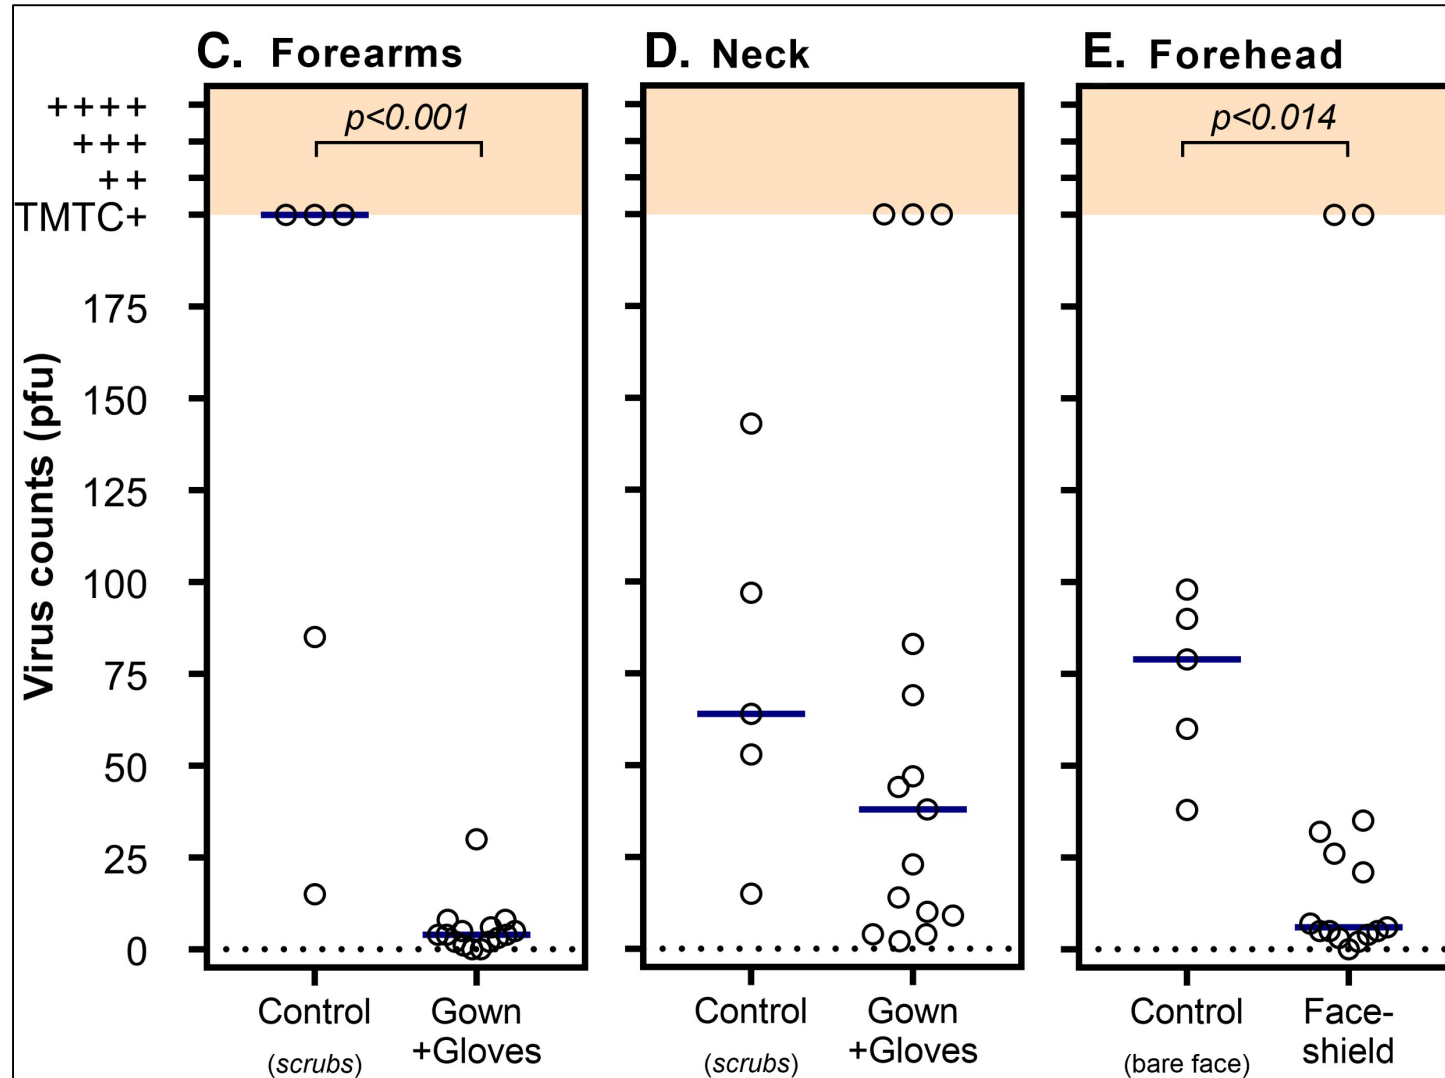 C. Forearms
D. Neck
E. Forehead
++++
+++
++
TMTC+
175
150
125
100
75
50
25
0
Virus counts (pfu)
p<0.001
p<0.014
Control
(scrubs)
Gown
+Gloves
Control
(scrubs)
Gown
+Gloves
Control
(bare face)
Face-
shield